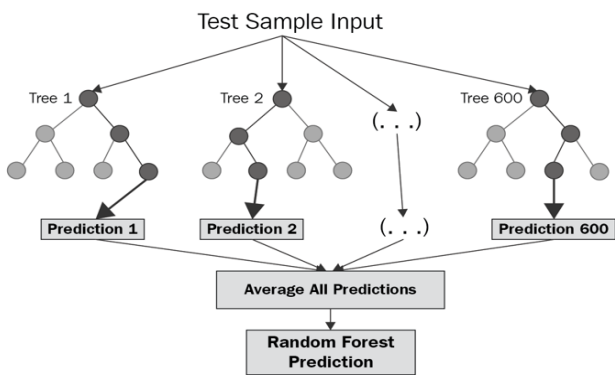 Test Sample Input
Tree 1
Tree 2
Tree 600
(. . .)
Prediction 1
Prediction 2
(. . .)
Prediction 600
Average All Predictions
Random Forest
Prediction